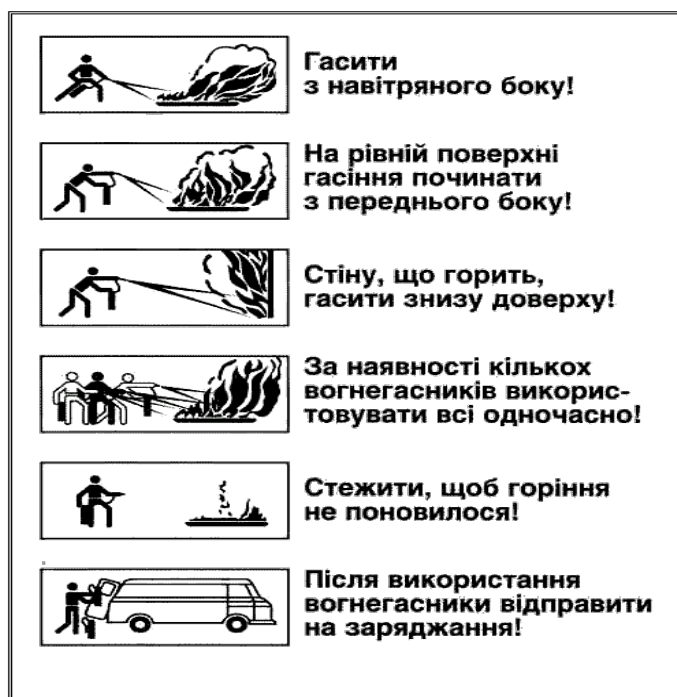 Гасити
з навітряного боку!
На рівній поверхні
гасіння починати
з переднього боку!
Стіну, що горить,
гасити знизу доверху!
За наявності кількох
вогнегасників викорис-
товувати всі одночасно!
Стежити, щоб горіння
не поновилося!
Після використання
вогнегасники відправити
на заряджання!